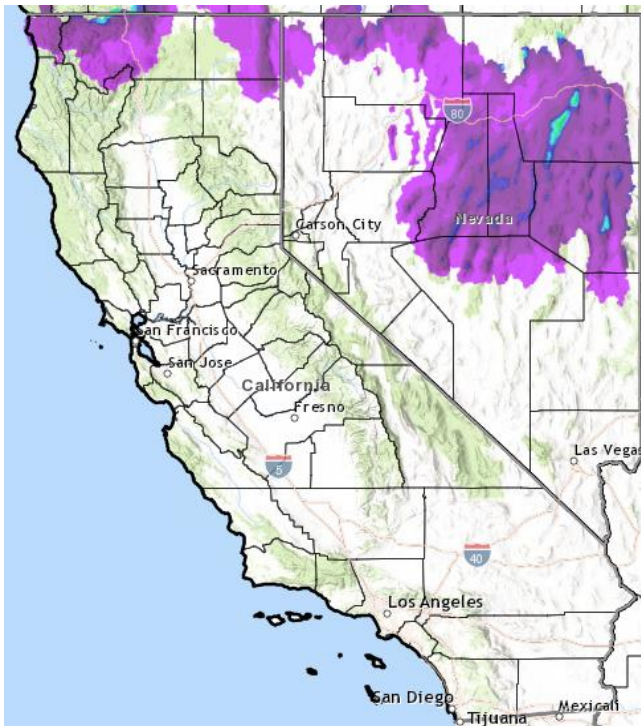 80
Nevada
Carson City
Sacramento
San Francisco
San Jose
California
Fresno
5
Las Vegas
40
Los Angeles
San Diego
Tijuana
Mexicali